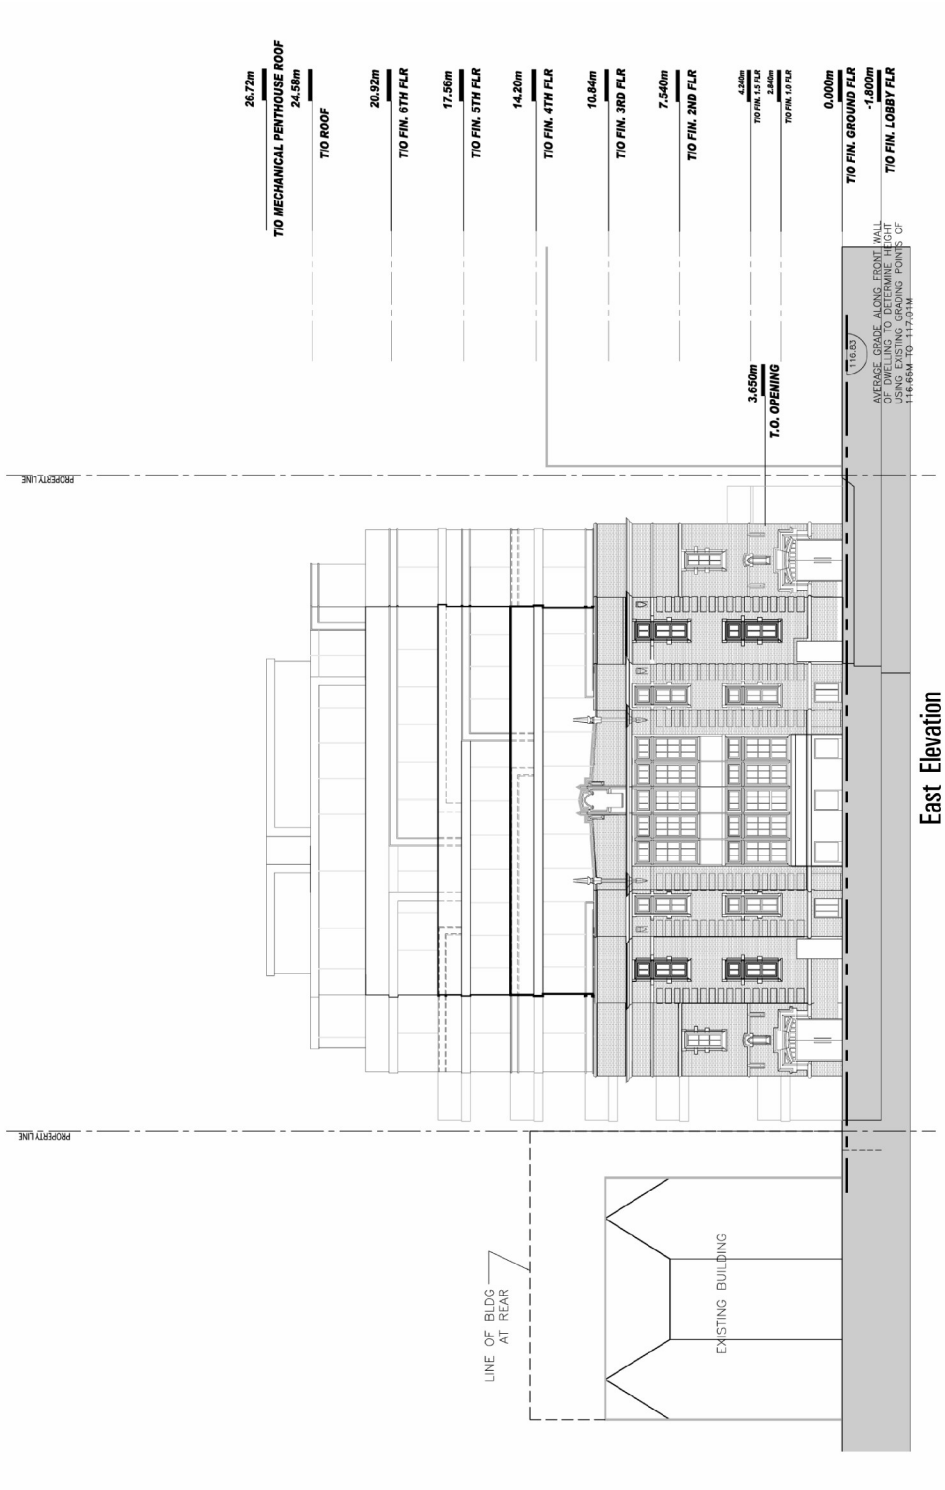 26.72m
T/O MECHANICAL PENTHOUSE ROOF
24.58m
T/O ROOF
20.92m
T/O FIN. 6TH FLR
17.56m
T/O FIN. 5TH FLR
14.20m
T/O FIN. 4TH FLR
10.84m
T/O FIN. 3RD FLR
7.540m
T/O FIN. 2ND FLR
4.240m
T/O FIN. 1.5 FLR
2.840m
T/O FIN. 1.0 FLR
0.000m
T/O FIN. GROUND FLR
-1.800m
T/O FIN. LOBBY FLR
3.650m
T.O. OPENING
116.83
AVERAGE GRADE ALONG FRONT WALL
OF DWELLING TO DETERMINE HEIGHT
USING EXISTING GRADING POINTS OF
116.65M TO 117.01M
PROPERTY LINE
PROPERTY LINE
LINE OF BLDG
AT REAR
EXISTING BUILDING
East Elevation